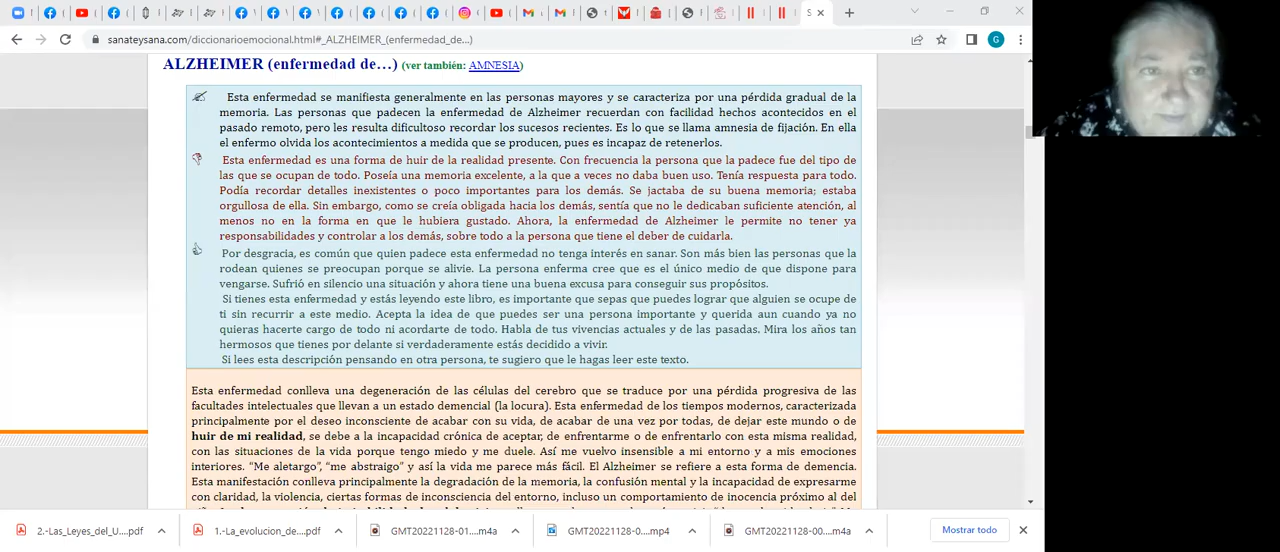 sanateysana.com/diccionarioemocional.html#_ALZHEIMER_(enfermedad_de...)
G
ALZHEIMER (enfermedad de…) (ver también: AMNESIA)
Esta enfermedad se manifiesta generalmente en las personas mayores y se caracteriza por una pérdida gradual de la
memoria. Las personas que padecen la enfermedad de Alzheimer recuerdan con facilidad hechos acontecidos en el
pasado remoto, pero les resulta dificultoso recordar los sucesos recientes. Es lo que se llama amnesia de fijación. En ella
el enfermo olvida los acontecimientos a medida que se producen, pues es incapaz de retenerlos.
Esta enfermedad es una forma de huir de la realidad presente. Con frecuencia la persona que la padece fue del tipo de
las que se ocupan de todo. Poseía una memoria excelente, a la que a veces no daba buen uso. Tenía respuesta para todo.
Podía recordar detalles inexistentes o poco importantes para los demás. Se jactaba de su buena memoria; estaba
orgullosa de ella. Sin embargo, como se creía obligada hacia los demás, sentía que no le dedicaban suficiente atención, al
menos no en la forma en que le hubiera gustado. Ahora, la enfermedad de Alzheimer le permite no tener ya
responsabilidades y controlar a los demás, sobre todo a la persona que tiene el deber de cuidarla.
Por desgracia, es común que quien padece esta enfermedad no tenga interés en sanar. Son más bien las personas que la
rodean quienes se preocupan porque se alivie. La persona enferma cree que es el único medio de que dispone para
vengarse. Sufrió en silencio una situación y ahora tiene una buena excusa para conseguir sus propósitos.
Si tienes esta enfermedad y estás leyendo este libro, es importante que sepas que puedes lograr que alguien se ocupe de
ti sin recurrir a este medio. Acepta la idea de que puedes ser una persona importante y querida aun cuando ya no
quieras hacerte cargo de todo ni acordarte de todo. Habla de tus vivencias actuales y de las pasadas. Mira los años tan
hermosos que tienes por delante si verdaderamente estás decidido a vivir.
Si lees esta descripción pensando en otra persona, te sugiero que le hagas leer este texto.
Esta enfermedad conlleva una degeneración de las células del cerebro que se traduce por una pérdida progresiva de las
facultades intelectuales que llevan a un estado demencial (la locura). Esta enfermedad de los tiempos modernos, caracterizada
principalmente por el deseo inconsciente de acabar con su vida, de acabar de una vez por todas, de dejar este mundo o de
huir de mi realidad, se debe a la incapacidad crónica de aceptar, de enfrentarme o de enfrentarlo con esta misma realidad,
con las situaciones de la vida porque tengo miedo y me duele. Así me vuelvo insensible a mi entorno y a mis emociones
interiores. "Me aletargo", "me abstraigo" y así la vida me parece más fácil. El Alzheimer se refiere a esta forma de demencia.
Esta manifestación conlleva principalmente la degradación de la memoria, la confusión mental y la incapacidad de expresarme
con claridad, la violencia, ciertas formas de inconsciencia del entorno, incluso un comportamiento de inocencia próximo al del
2.-Las_Leyes_del_U....pdf
1.-La_evolucion_de....pdf
GMT20221128-01....m4a
GMT20221128-0....mp4
GMT20221128-00....m4a
Mostrar todo